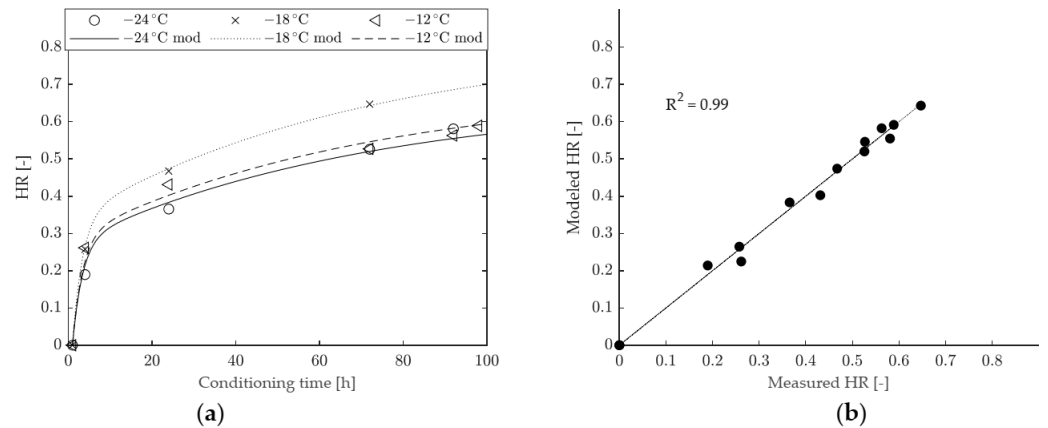 −24 °C
−18 °C
−12 °C
−24 °C mod
−18 °C mod
−12 °C mod
HR [-]
0.8
0.7
0.6
0.5
0.4
0.3
0.2
0.1
0
0 20 40 60 80 100
Conditioning time [h]
(a)
R² = 0.99
Modeled HR [-]
0.8
0.7
0.6
0.5
0.4
0.3
0.2
0.1
0
0 0.2 0.3 0.4 0.5 0.6 0.7 0.8
Measured HR [-]
(b)